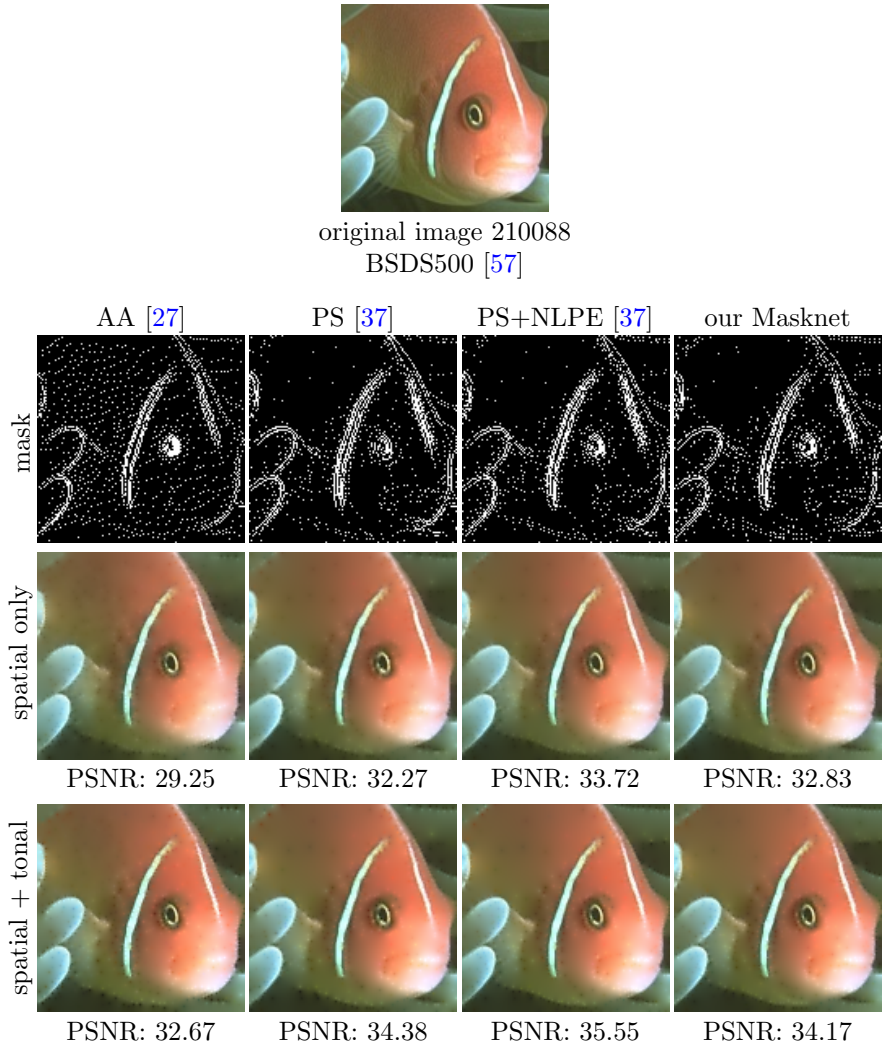 original image 210088
BSDS500 [57]
AA [27] PS [37] PS+NLPE [37] our Masknet
mask
spatial only
PSNR: 29.25 PSNR: 32.27 PSNR: 33.72 PSNR: 32.83
spatial + tonal
PSNR: 32.67 PSNR: 34.38 PSNR: 35.55 PSNR: 34.17